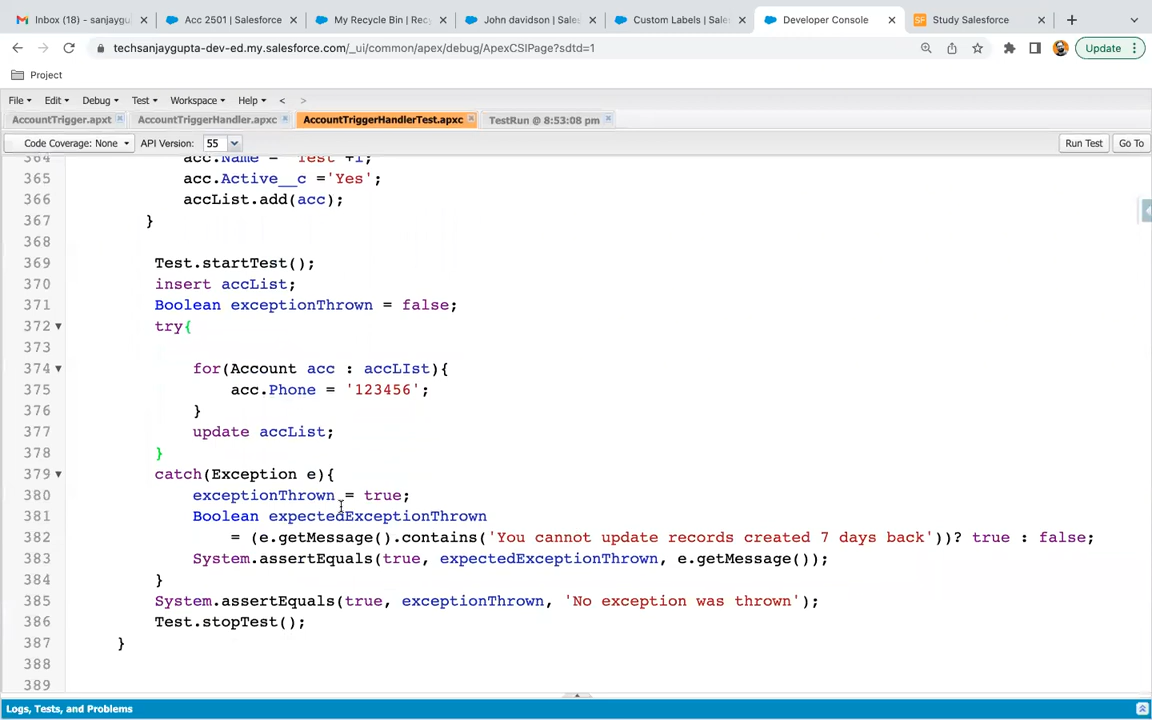 Inbox (18) - sanjaygu
Acc 2501 | Salesforce
My Recycle Bin | Rec
John davidson | Sale
Custom Labels | Sale
Developer Console
SF Study Salesforce
techsanjaygupta-dev-ed.my.salesforce.com/_ui/common/apex/debug/ApexCSIPage?sdtd=1
Update
Project
File Edit Debug Test Workspace Help < >
AccountTrigger.apxt AccountTriggerHandler.apxc AccountTriggerHandlerTest.apxc TestRun @ 8:53:08 pm
Code Coverage: None API Version: 55 Run Test Go To
364 acc.Name = 'Test'+i;
365 acc.Active__c ='Yes';
366 accList.add(acc);
367 }
368
369 Test.startTest();
370 insert accList;
371 Boolean exceptionThrown = false;
372 try{
373
374 for(Account acc : accLIst){
375 acc.Phone = '123456';
376 }
377 update accList;
378 }
379 catch(Exception e){
380 exceptionThrown = true;
381 Boolean expectedExceptionThrown
382 = (e.getMessage().contains('You cannot update records created 7 days back'))? true : false;
383 System.assertEquals(true, expectedExceptionThrown, e.getMessage());
384 }
385 System.assertEquals(true, exceptionThrown, 'No exception was thrown');
386 Test.stopTest();
387 }
388
389
Logs, Tests, and Problems